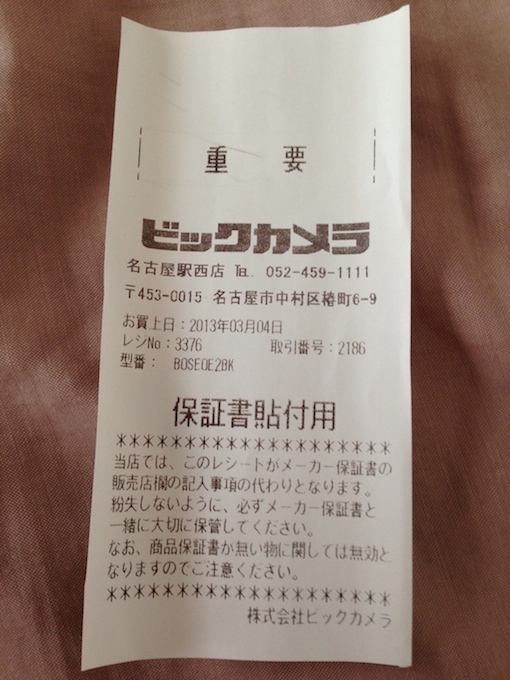 重 要
ビックカメラ
名古屋駅西店 ℡. 052-459-1111
〒453-0015 名古屋市中村区椿町6-9
お買上日：2013年03月04日
レジNo：3376 取引番号：2186
型番： BOSEOE2BK
保証書貼付用
********************
当店では、このレシートがメーカー保証書の
販売店欄の記入事項の代わりとなります。
紛失しないように、必ずメーカー保証書と
一緒に大切に保管してください。
なお、商品保証書が無い物に関しては無効と
なりますのでご注意ください。
********************
株式会社ビックカメラ